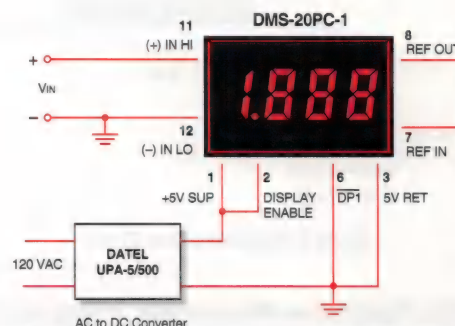 DMS-20PC-1
11
(+) IN HI
8
REF OUT
+
VIN
–
1.888
12
(–) IN LO
7
REF IN
1
+5V SUP
2
DISPLAY
ENABLE
6
DP1
3
5V RET
120 VAC
DATEL
UPA-5/500
AC to DC Converter